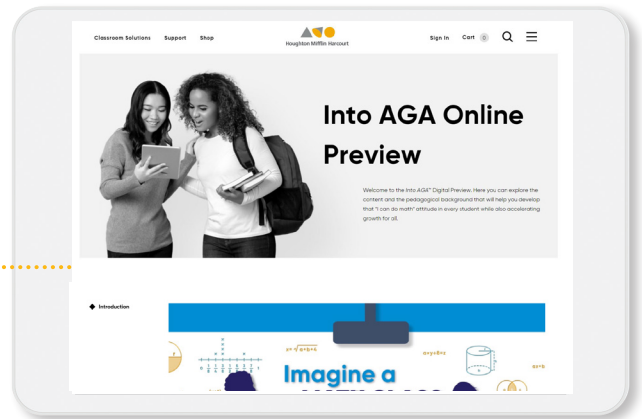 Classroom Solutions Support Shop
Houghton Mifflin Harcourt
Sign In Cart 0
Into AGA Online
Preview
Welcome to the Into AGA™ Digital Preview. Here you can explore the
content and the pedagogical background that will help you develop
that "I can do math" attitude in every student while also accelerating
growth for all.
Introduction
Imagine a